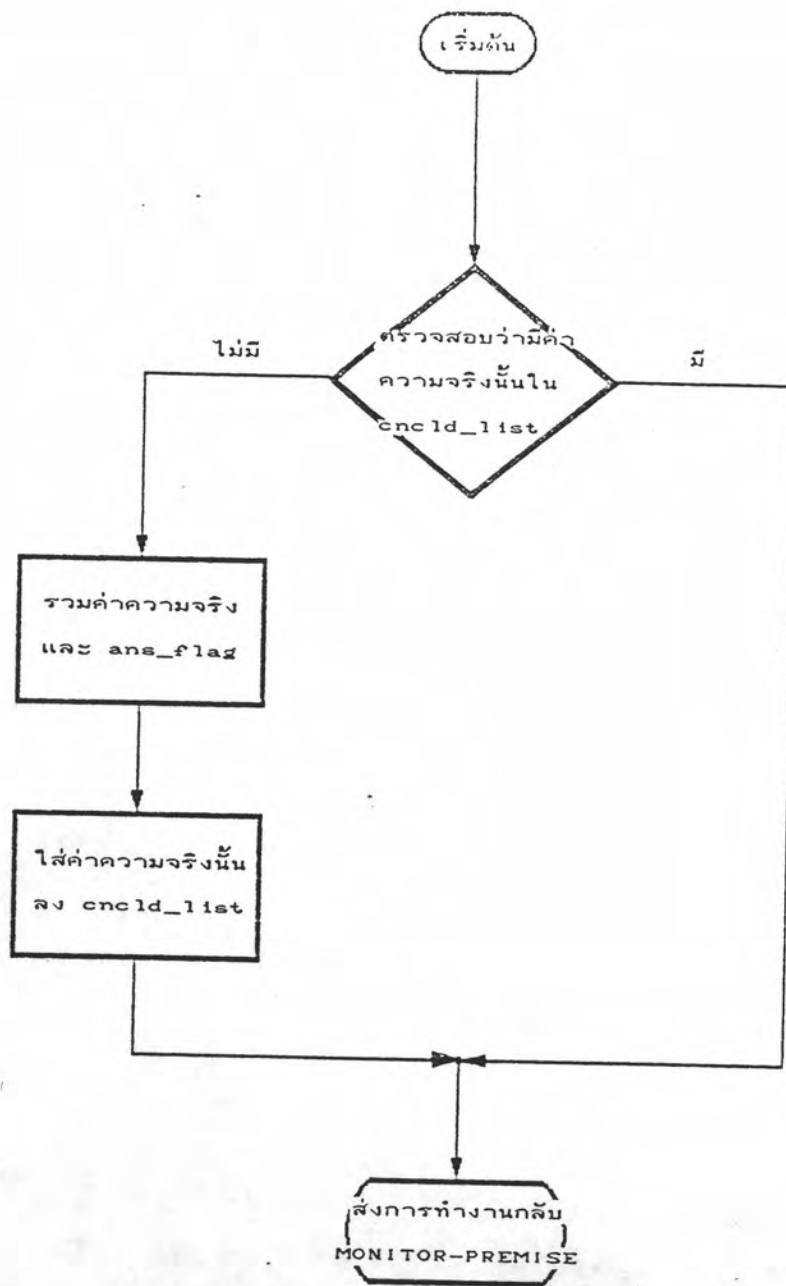 เริ่มต้น
ตรวจสอบว่ามีค่า
ความจริงนั้นใน
cncld_list
ไม่มี
มี
รวมค่าความจริง
และ ans_flag
ใส่ค่าความจริงนั้น
ลง cncld_list
ส่งการทำงานกลับ
MONITOR-PREMISE